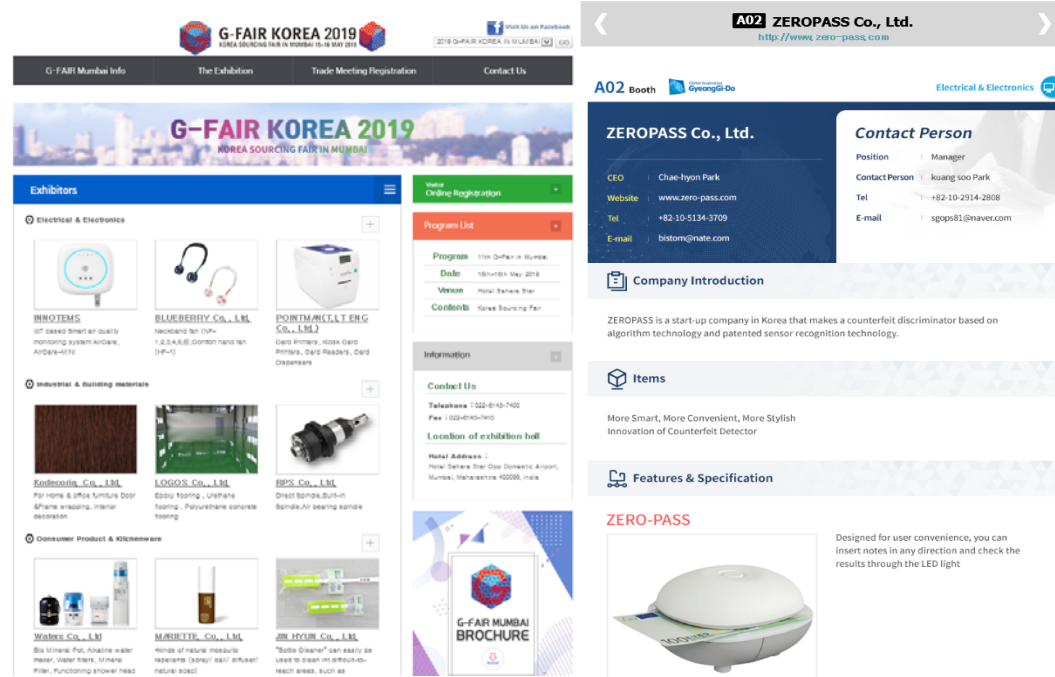 G-FAIR KOREA 2019
KOREA SOURCING FAIR IN MUMBAI 15-16 MAY 2019
Visit Us on Facebook
2019 G-FAIR KOREA IN MUMBAI
GO
G-FAIR Mumbai Info
The Exhibition
Trade Meeting Registration
Contact Us
G-FAIR KOREA 2019
KOREA SOURCING FAIR IN MUMBAI
Exhibitors
Electrical & Electronics
INNOTEMS
IoT based Smart air quality
monitoring system AirCare,
AirCare-MINI
BLUEBERRY Co., Ltd.
Neckband fan (NF-
Comfort hand fan
(HF-1)
POINTMAN(T.L.T ENG
Co., Ltd.)
Card Printers, Kiosk Card
Printers, Card Readers, Card
Dispensers
Industrial & Building materials
Kodecoriq. Co., Ltd.
For Home & office furniture Door
&Frame wrapping, Interior
decoration
LOGOS Co., Ltd.
Epoxy flooring , Urethane
flooring , Polyurethane concrete
flooring
RPS Co., Ltd.
Direct Spindle,Built-in
Spindle,Air bearing spindle
Consumer Product & Kitchenware
Waters Co., Ltd
Bio Mineral Pot, Alkaline water
maker, Water filters, Mineral
Filter, Functioning shower head
MARIETTE. Co., Ltd.
4kinds of natural mosquito
repellents (spray/ ball/ diffuser/
natural soap)
JIN HYUN Co., Ltd.
"Bottle Cleaner" can easily be
used to clean int difficult-to-
reach areas, such as
Visitor
Online Registration
Program List
Program 11th G-Fair in Mumbai
Date 15th~16th May 2019
Venue Hotel Sahara Star
Contents Korea Sourcing Fair
Information
Contact Us
Telephone : 022-6143-7400
Fax : 022-6143-7410
Location of exhibition hall
Hotel Address :
Hotel Sahara Star Opp Domestic Airport,
Mumbai, Maharashtra 400099, India
G-FAIR MUMBAI
BROCHURE
A02 ZEROPASS Co., Ltd.
http://www.zero-pass.com
A02 Booth
Global Inspiration
GyeongGi-Do
Electrical & Electronics
ZEROPASS Co., Ltd.
CEO Chae-hyon Park
Website www.zero-pass.com
Tel +82-10-5134-3709
E-mail bistom@nate.com
Contact Person
Position Manager
Contact Person kuang soo Park
Tel +82-10-2914-2808
E-mail sgops81@naver.com
Company Introduction
ZEROPASS is a start-up company in Korea that makes a counterfeit discriminator based on
algorithm technology and patented sensor recognition technology.
Items
More Smart, More Convenient, More Stylish
Innovation of Counterfeit Detector
Features & Specification
ZERO-PASS
Designed for user convenience, you can
insert notes in any direction and check the
results through the LED light
100